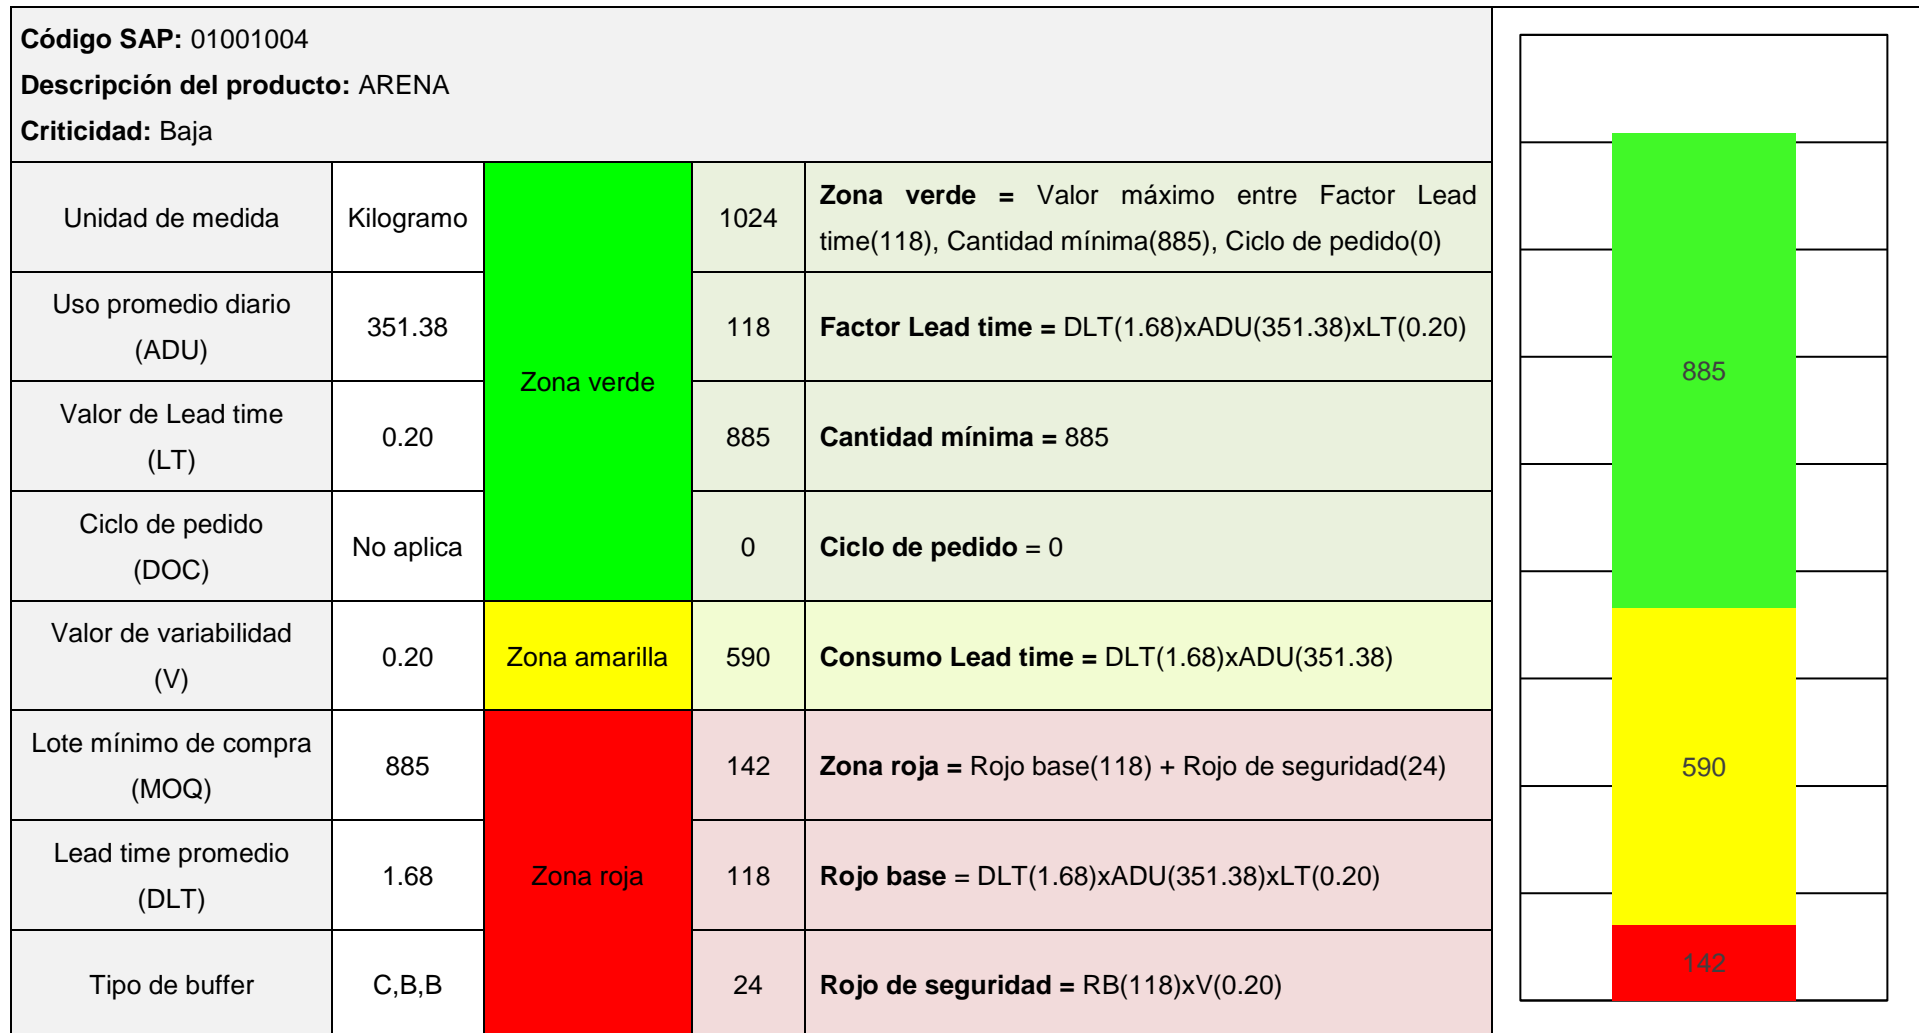 Código SAP: 01001004
Descripción del producto: ARENA
Criticidad: Baja
Unidad de medida
Kilogramo
Zona verde
1024
Zona verde = Valor máximo entre Factor Lead
time(118), Cantidad mínima(885), Ciclo de pedido(0)
Uso promedio diario
(ADU)
351.38
118
Factor Lead time = DLT(1.68)xADU(351.38)xLT(0.20)
Valor de Lead time
(LT)
0.20
885
Cantidad mínima = 885
Ciclo de pedido
(DOC)
No aplica
0
Ciclo de pedido = 0
Valor de variabilidad
(V)
0.20
Zona amarilla
590
Consumo Lead time = DLT(1.68)xADU(351.38)
Lote mínimo de compra
(MOQ)
885
Zona roja
142
Zona roja = Rojo base(118) + Rojo de seguridad(24)
Lead time promedio
(DLT)
1.68
118
Rojo base = DLT(1.68)xADU(351.38)xLT(0.20)
Tipo de buffer
C,B,B
24
Rojo de seguridad = RB(118)xV(0.20)
885
590
142